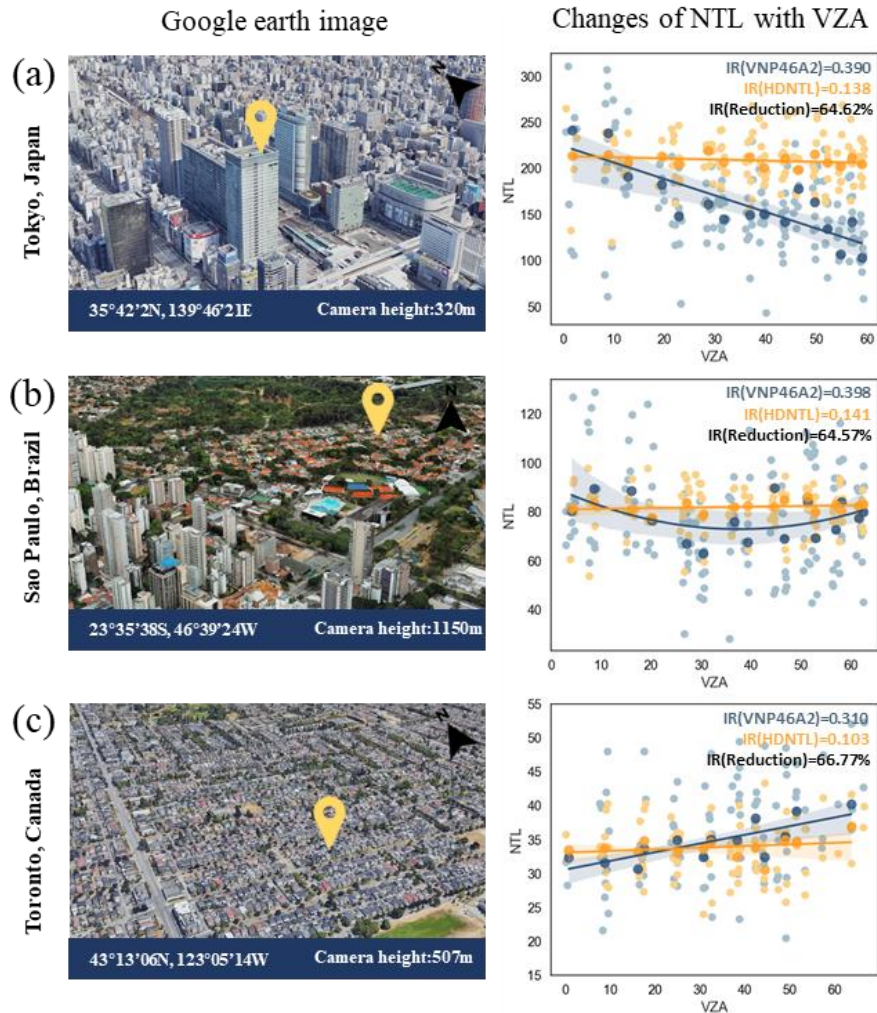 Google earth image
Changes of NTL with VZA
(a)
Tokyo, Japan
N
35°42’2N, 139°46’21E
Camera height:320m
IR(VNP46A2)=0.390
IR(HDNTL)=0.138
IR(Reduction)=64.62%
NTL
300
250
200
150
100
50
0
10
20
30
40
50
60
VZA
(b)
Sao Paulo, Brazil
N
23°35’38S, 46°39’24W
Camera height:1150m
IR(VNP46A2)=0.398
IR(HDNTL)=0.141
IR(Reduction)=64.57%
NTL
120
100
80
60
40
0
10
20
30
40
50
60
VZA
(c)
Toronto, Canada
N
43°13’06N, 123°05’14W
Camera height:507m
IR(VNP46A2)=0.310
IR(HDNTL)=0.103
IR(Reduction)=66.77%
NTL
55
50
45
40
35
30
25
20
15
0
10
20
30
40
50
60
VZA